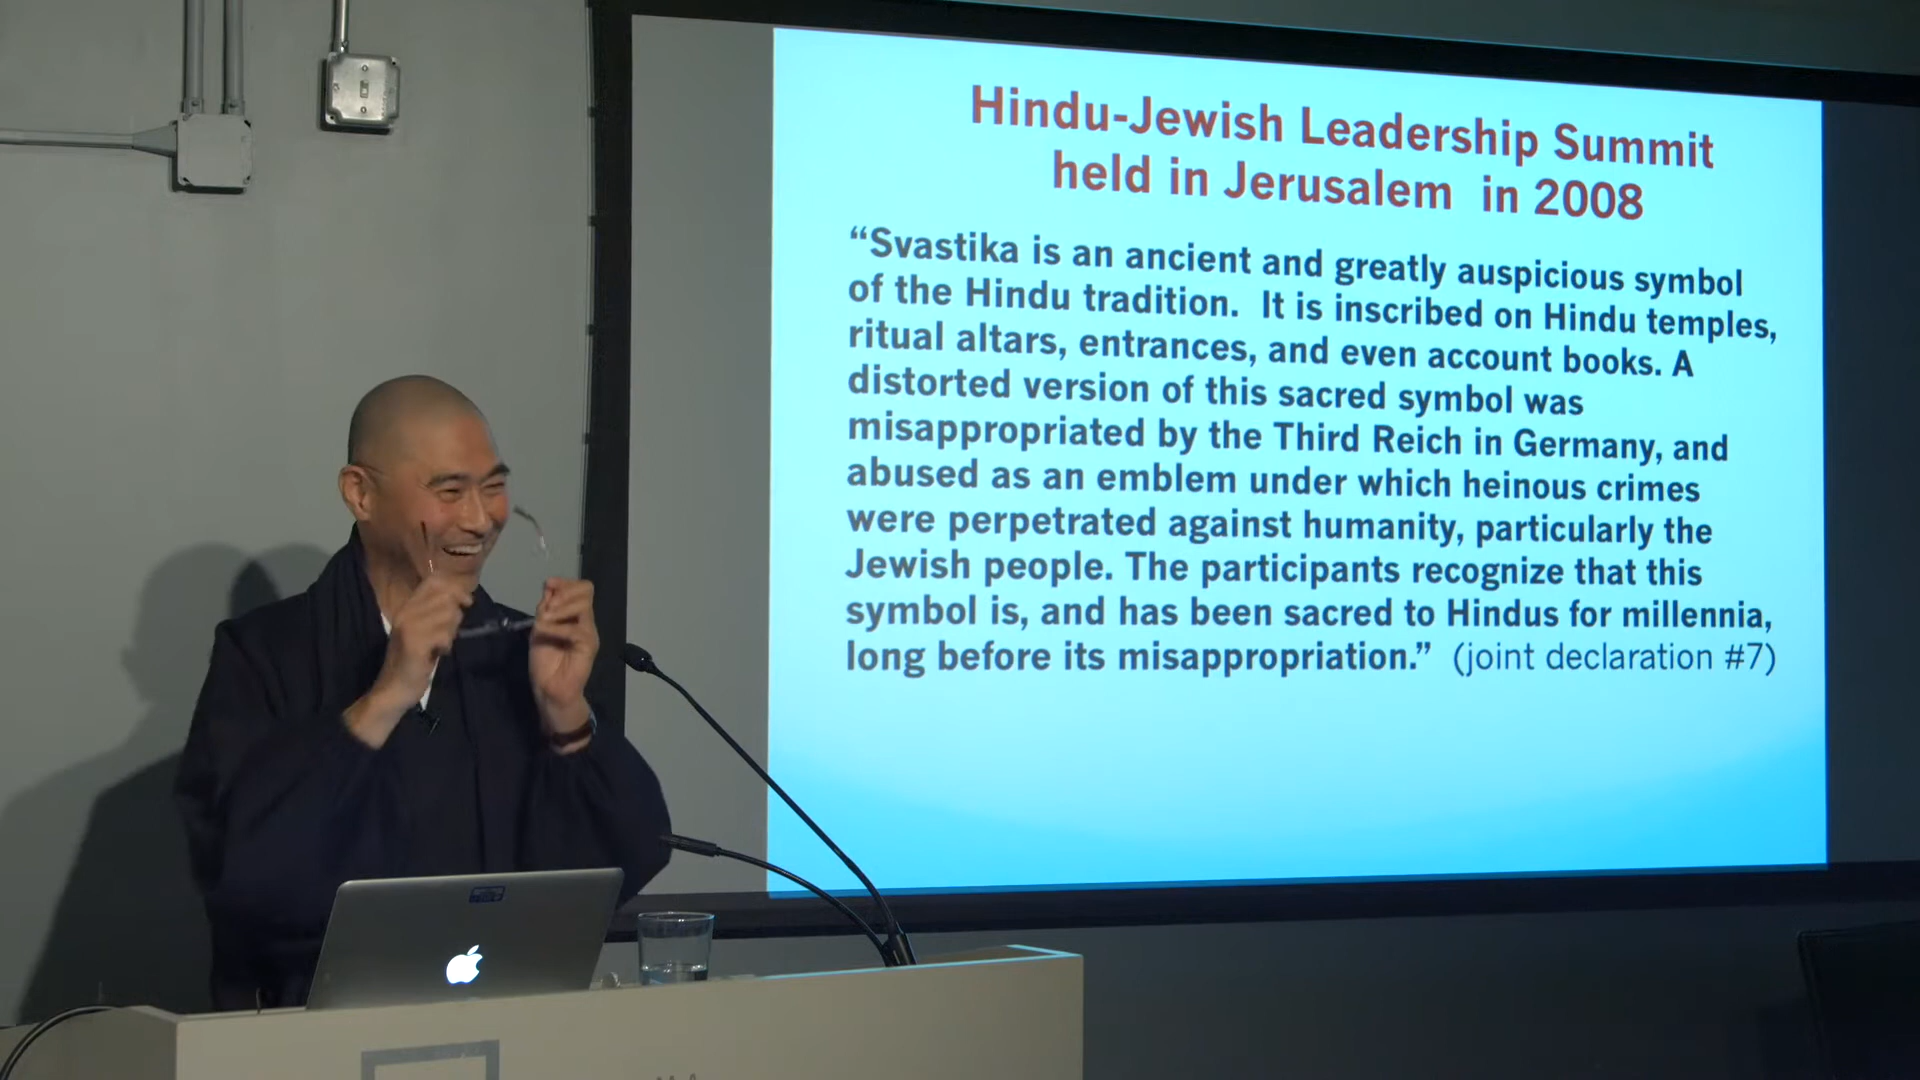 Hindu-Jewish Leadership Summit
held in Jerusalem in 2008
“Svastika is an ancient and greatly auspicious symbol
of the Hindu tradition. It is inscribed on Hindu temples,
ritual altars, entrances, and even account books. A
distorted version of this sacred symbol was
misappropriated by the Third Reich in Germany, and
abused as an emblem under which heinous crimes
were perpetrated against humanity, particularly the
Jewish people. The participants recognize that this
symbol is, and has been sacred to Hindus for millennia,
long before its misappropriation.” (joint declaration #7)